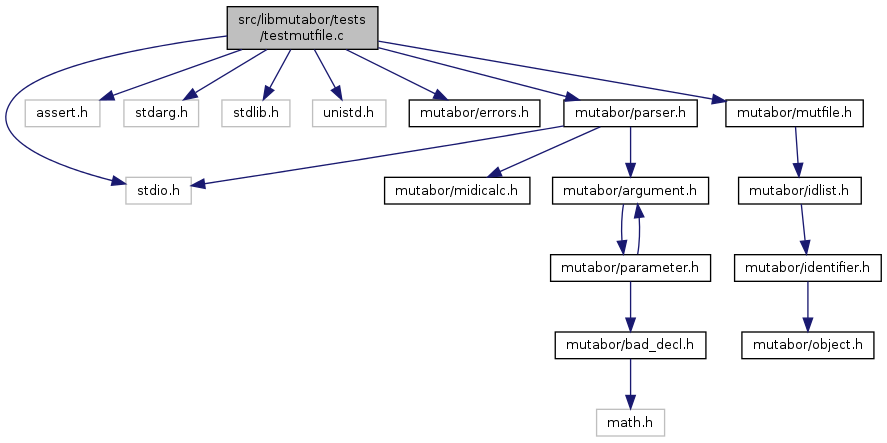 src/libmutabor/tests
/testmutfile.c
assert.h
stdarg.h
stdlib.h
unistd.h
mutabor/errors.h
mutabor/parser.h
mutabor/mutfile.h
stdio.h
mutabor/midicalc.h
mutabor/argument.h
mutabor/idlist.h
mutabor/parameter.h
mutabor/identifier.h
mutabor/bad_decl.h
mutabor/object.h
math.h